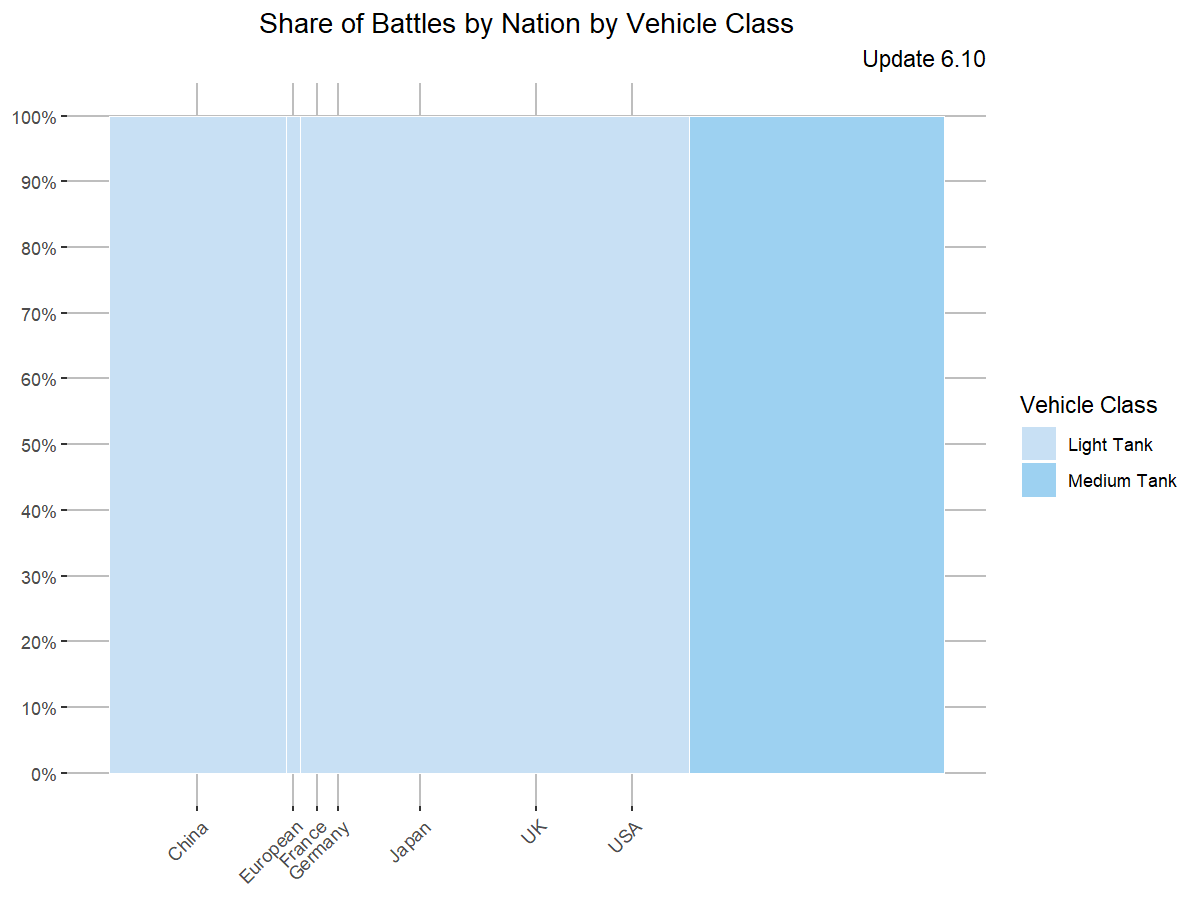 Share of Battles by Nation by Vehicle Class
Update 6.10
100%
90%
80%
70%
60%
50%
40%
30%
20%
10%
0%
China
European
France
Germany
Japan
UK
USA
Vehicle Class
Light Tank
Medium Tank